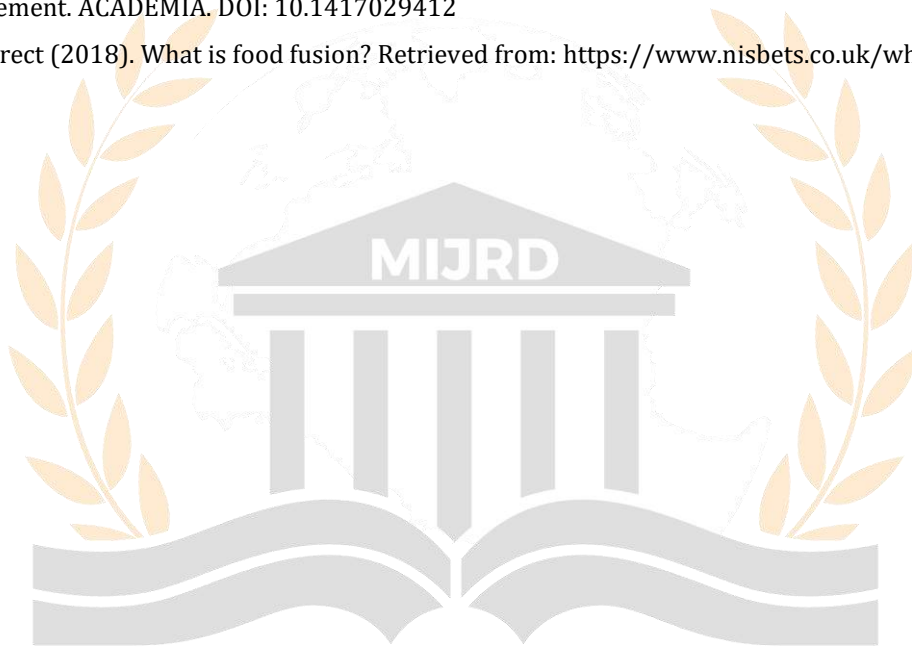 ement. ACADEMIA. DOI: 10.1417029412
rect (2018). What is food fusion? Retrieved from: https://www.nisbets.co.uk/wh
MIJRD